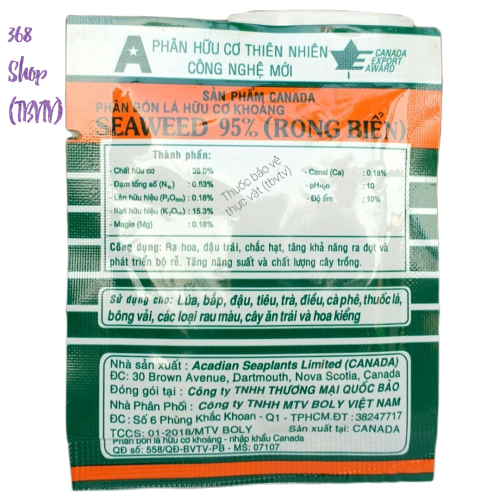 368
Shop
(TBVTV)
A
PHÂN HỮU CƠ THIÊN NHIÊN
CÔNG NGHỆ MỚI
CANADA
EXPORT
AWARD
SẢN PHẨM CANADA
PHÂN BÓN LÁ HỮU CƠ KHOÁNG
SEAWEED 95% (RONG BIỂN)
Thành phần:
- Chất hữu cơ : 36.0%
- Đạm tổng số (Nts) : 0.63%
- Lân hữu hiệu (P2O5hh) : 0.18%
- Kali hữu hiệu (K2Ohh) : 15.3%
- Magie (Mg) : 0.18%
- Canxi (Ca) : 0.18%
- pHH2O : 10
- Độ ẩm : 10%
Thuốc bảo vệ
thực vật (tbvtv)
Công dụng: Ra hoa, đậu trái, chắc hạt, tăng khả năng ra đọt và
phát triển bộ rễ. Tăng năng suất và chất lượng cây trồng.
Sử dụng cho: Lúa, bắp, đậu, tiêu, trà, điều, cà phê, thuốc lá,
bông vải, các loại rau màu, cây ăn trái và hoa kiểng
Nhà sản xuất : Acadian Seaplants Limited (CANADA)
ĐC: 30 Brown Avenue, Dartmouth, Nova Scotia, Canada
Đóng gói tại : Công ty TNHH THƯƠNG MẠI QUỐC BẢO
Nhà Phân Phối : Công ty TNHH MTV BOLY VIỆT NAM
ĐC: Số 6 Phùng Khắc Khoan - Q1 - TPHCM.ĐT : 38247717
TCCS: 01-2018/MTV BOLY Sản xuất tại: CANADA
Phân bón lá hữu cơ khoáng - nhập khẩu Canada
QĐ số: 558/QĐ-BVTV-PB - MS: 07107